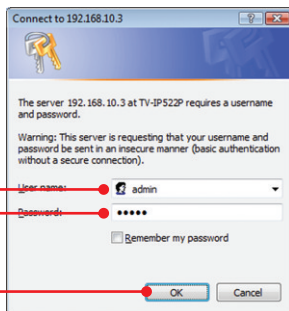 Connect to 192.168.10.3
The server 192.168.10.3 at TV-IP522P requires a username
and password.
Warning: This server is requesting that your username and
password be sent in an insecure manner (basic authentication
without a secure connection).
User name:
admin
Password:
•••••
Remember my password
OK Cancel